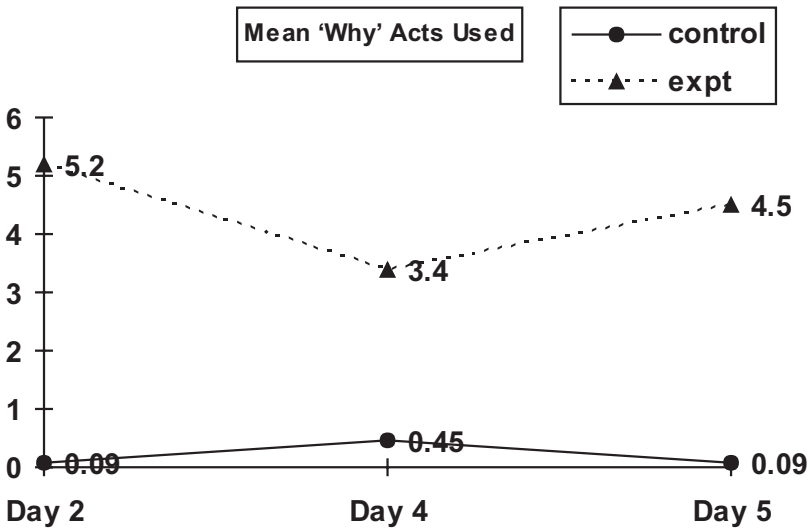 Mean ‘Why’ Acts Used
control
expt
6
5
4
3
2
1
0
5.2
3.4
4.5
0.09
0.45
0.09
Day 2
Day 4
Day 5